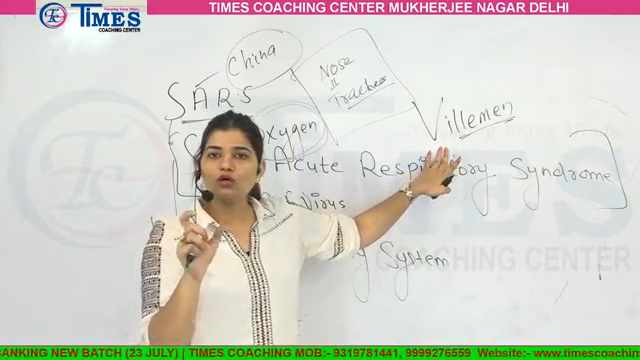 TIMES COACHING CENTER MUKHERJEE NAGAR DELHI
TIMES
COACHING CENTER
China
Nose
Trachea
SARS
Villemen
Oxygen
Acute Respiratory Syndrome
Virus
System
TIMES
COACHING CENTER
BANKING NEW BATCH (23 JULY) | TIMES COACHING MOB:- 9319781441, 9999276559 Website:- www.timescoachin